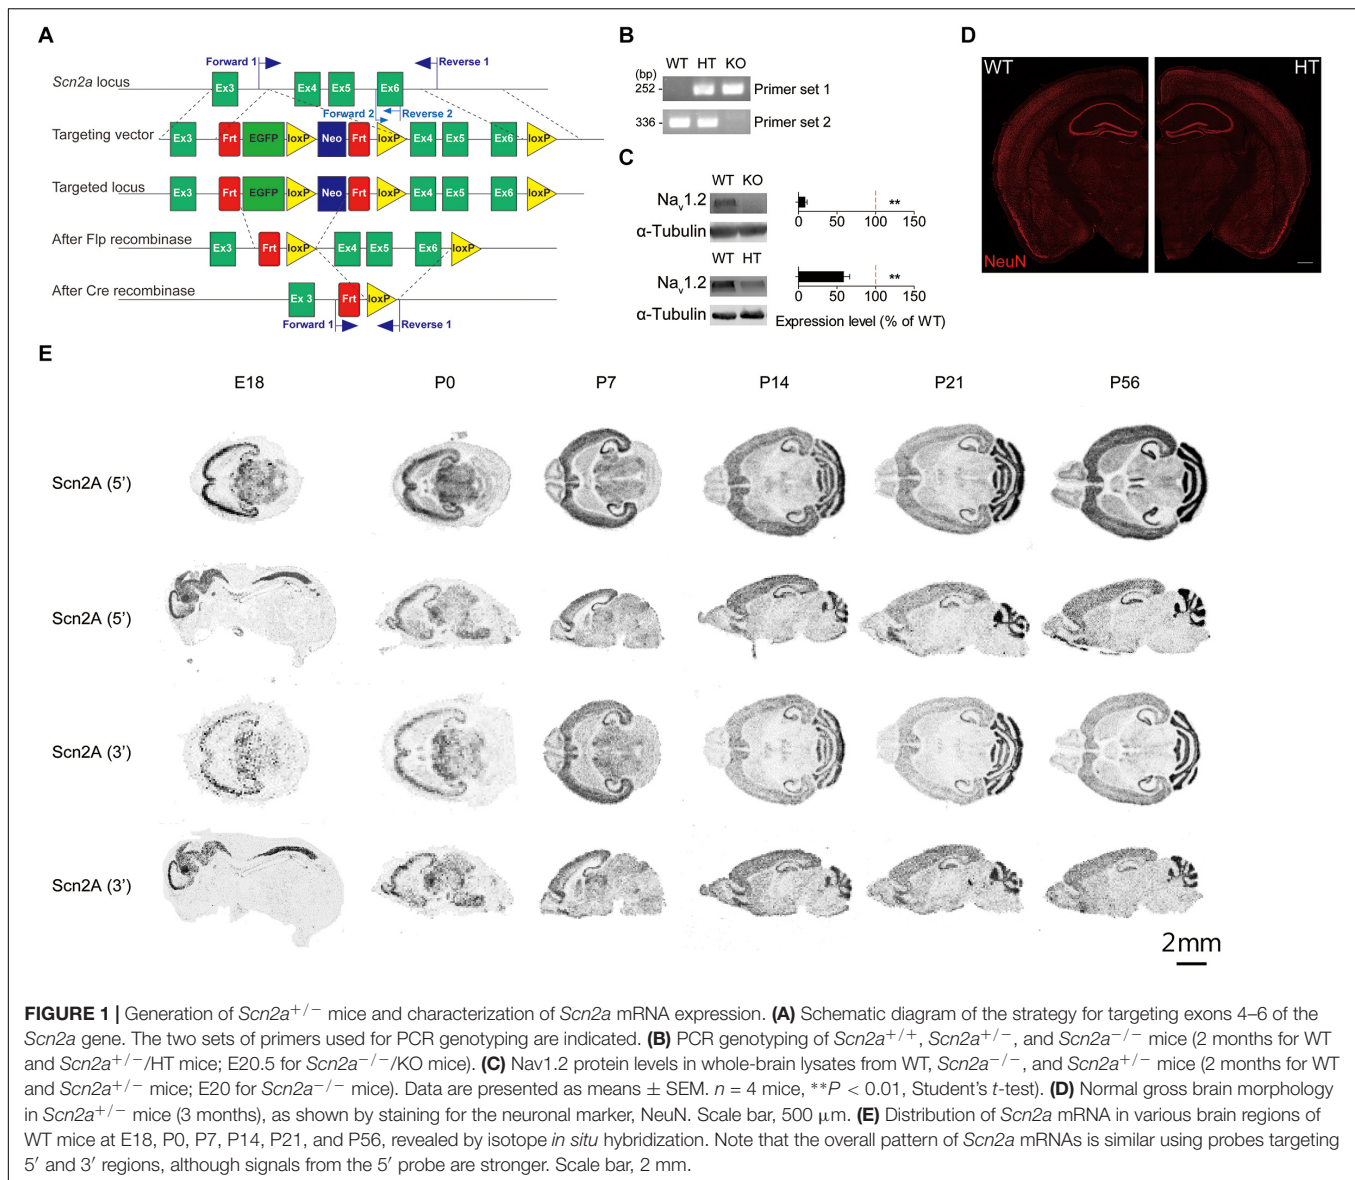 A
Forward 1
Reverse 1
Scn2a locus
Ex3
Ex4
Ex5
Ex6
Forward 2
Reverse 2
Targeting vector
Ex3
Frt
EGFP
loxP
Neo
Frt
loxP
Ex4
Ex5
Ex6
loxP
Targeted locus
Ex3
Frt
EGFP
loxP
Neo
Frt
loxP
Ex4
Ex5
Ex6
loxP
After Flp recombinase
Ex3
Frt
loxP
Ex4
Ex5
Ex6
loxP
After Cre recombinase
Ex 3
Frt
loxP
Forward 1
Reverse 1
B
(bp) WT HT KO
252 Primer set 1
336 Primer set 2
C
WT KO
Nav1.2
α-Tubulin
**
0 50 100 150
WT HT
Nav1.2
α-Tubulin
**
0 50 100 150
Expression level (% of WT)
D
WT
HT
NeuN
E
E18 P0 P7 P14 P21 P56
Scn2A (5’)
Scn2A (5’)
Scn2A (3’)
Scn2A (3’)
2mm
FIGURE 1 | Generation of Scn2a+/− mice and characterization of Scn2a mRNA expression. (A) Schematic diagram of the strategy for targeting exons 4–6 of the
Scn2a gene. The two sets of primers used for PCR genotyping are indicated. (B) PCR genotyping of Scn2a+/+, Scn2a+/−, and Scn2a−/− mice (2 months for WT
and Scn2a+/−/HT mice; E20.5 for Scn2a−/−/KO mice). (C) Nav1.2 protein levels in whole-brain lysates from WT, Scn2a−/−, and Scn2a+/− mice (2 months for WT
and Scn2a+/− mice; E20 for Scn2a−/− mice). Data are presented as means ± SEM. n = 4 mice, **P < 0.01, Student’s t-test). (D) Normal gross brain morphology
in Scn2a+/− mice (3 months), as shown by staining for the neuronal marker, NeuN. Scale bar, 500 μm. (E) Distribution of Scn2a mRNA in various brain regions of
WT mice at E18, P0, P7, P14, P21, and P56, revealed by isotope in situ hybridization. Note that the overall pattern of Scn2a mRNAs is similar using probes targeting
5′ and 3′ regions, although signals from the 5′ probe are stronger. Scale bar, 2 mm.